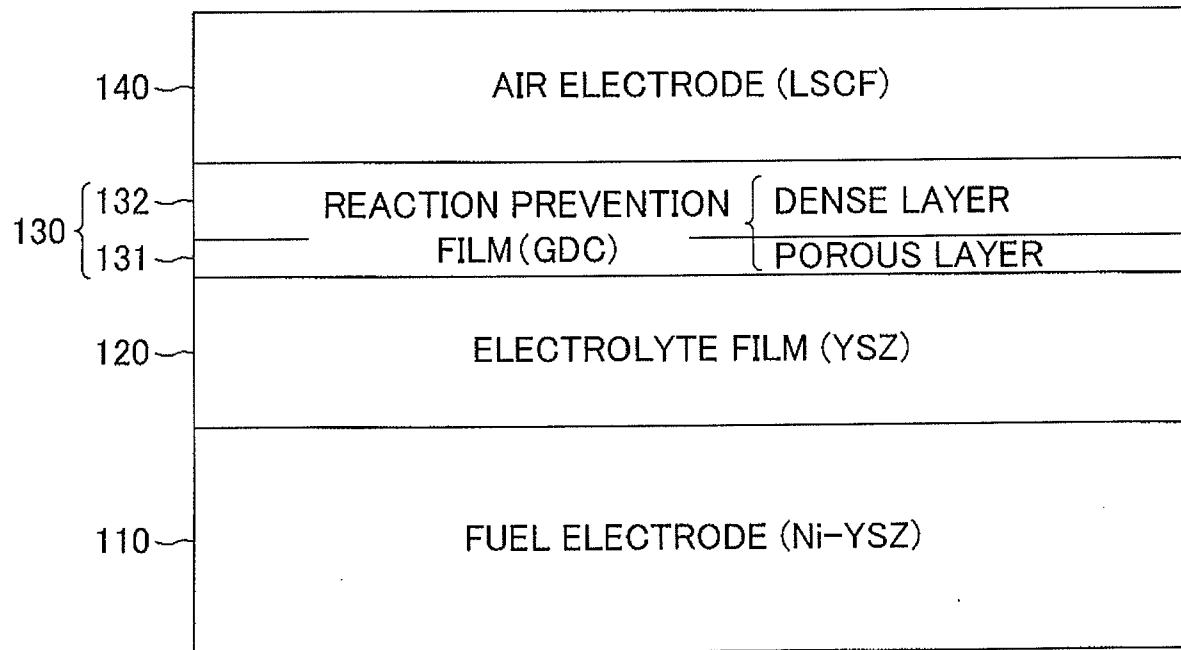 140 AIR ELECTRODE (LSCF)
132 REACTION PREVENTION DENSE LAYER
130
131 FILM (GDC) POROUS LAYER
120 ELECTROLYTE FILM (YSZ)
110 FUEL ELECTRODE (Ni-YSZ)